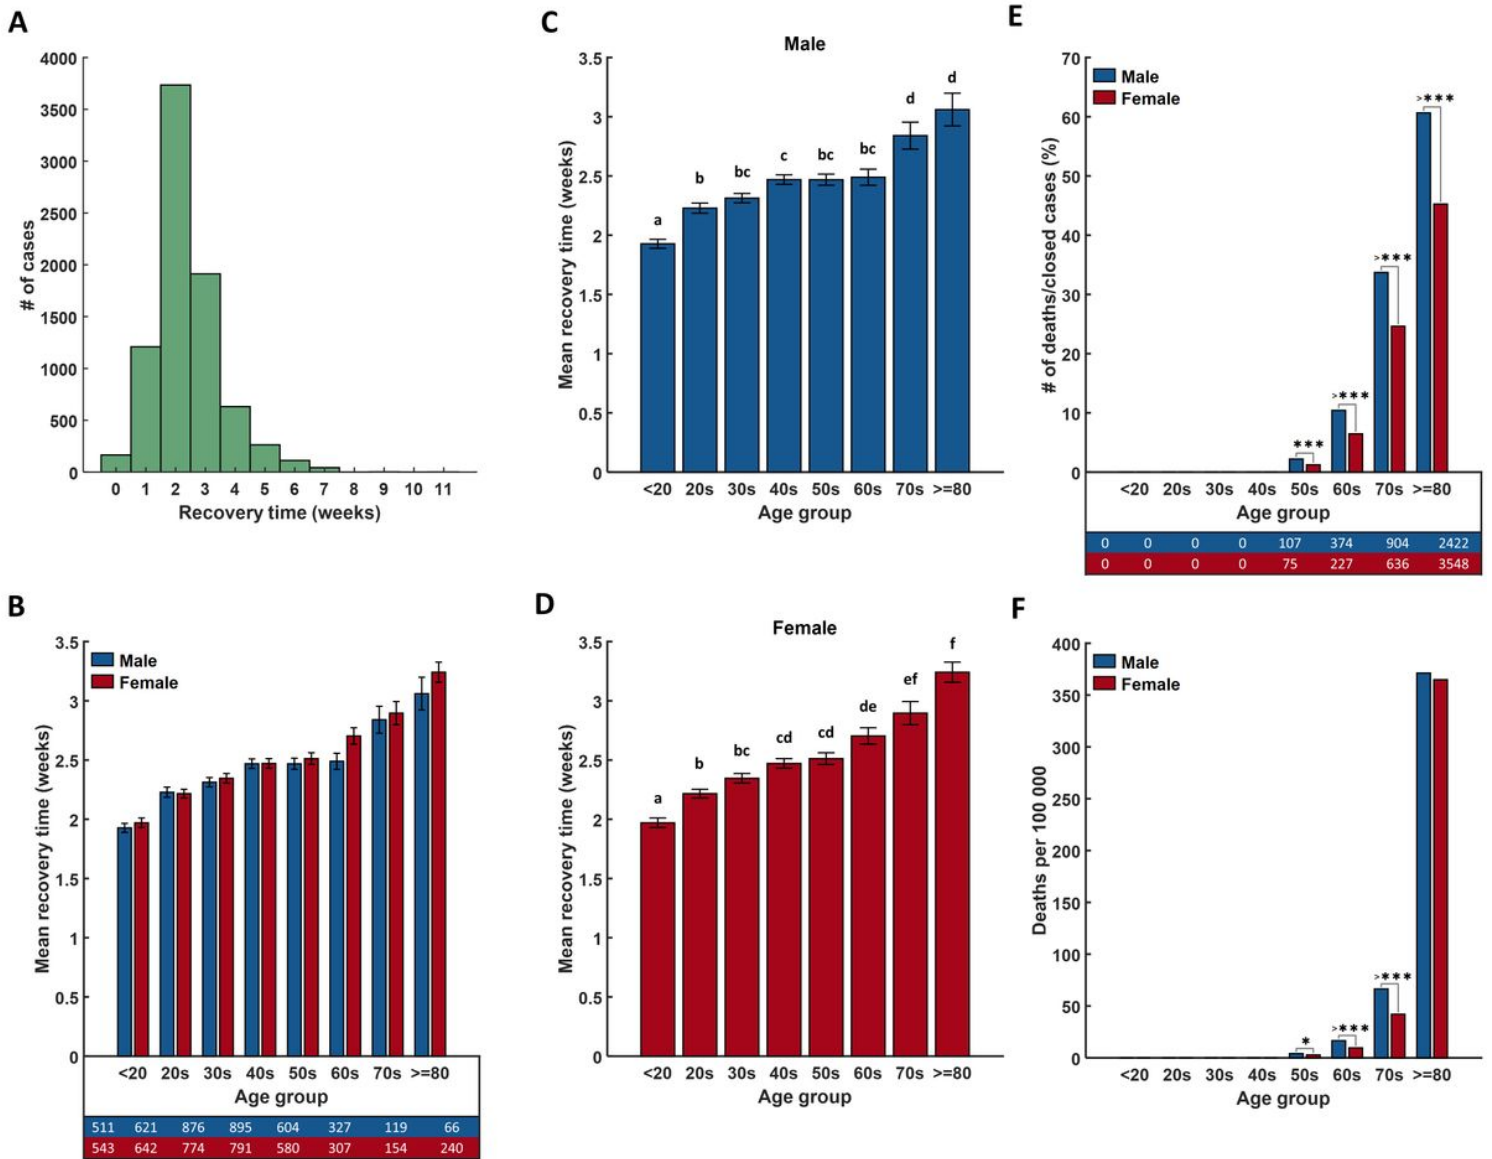 A
4000
3500
3000
2500
2000
1500
1000
500
0
# of cases
0 1 2 3 4 5 6 7 8 9 10 11
Recovery time (weeks)
B
3.5
3
2.5
2
1.5
1
0.5
0
Mean recovery time (weeks)
Male
Female
<20 20s 30s 40s 50s 60s 70s >=80
Age group
511 621 876 895 604 327 119 66
543 642 774 791 580 307 154 240
C
Male
3.5
3
2.5
2
1.5
1
0.5
0
Mean recovery time (weeks)
a b bc c bc bc d d
<20 20s 30s 40s 50s 60s 70s >=80
Age group
D
Female
3.5
3
2.5
2
1.5
1
0.5
0
Mean recovery time (weeks)
a b bc cd cd de ef f
<20 20s 30s 40s 50s 60s 70s >=80
Age group
E
70
60
50
40
30
20
10
0
# of deaths/closed cases (%)
Male
Female
*** >*** >*** >***
<20 20s 30s 40s 50s 60s 70s >=80
Age group
0 0 0 0 107 374 904 2422
0 0 0 0 75 227 636 3548
F
400
350
300
250
200
150
100
50
0
Deaths per 100 000
Male
Female
* >*** >***
<20 20s 30s 40s 50s 60s 70s >=80
Age group